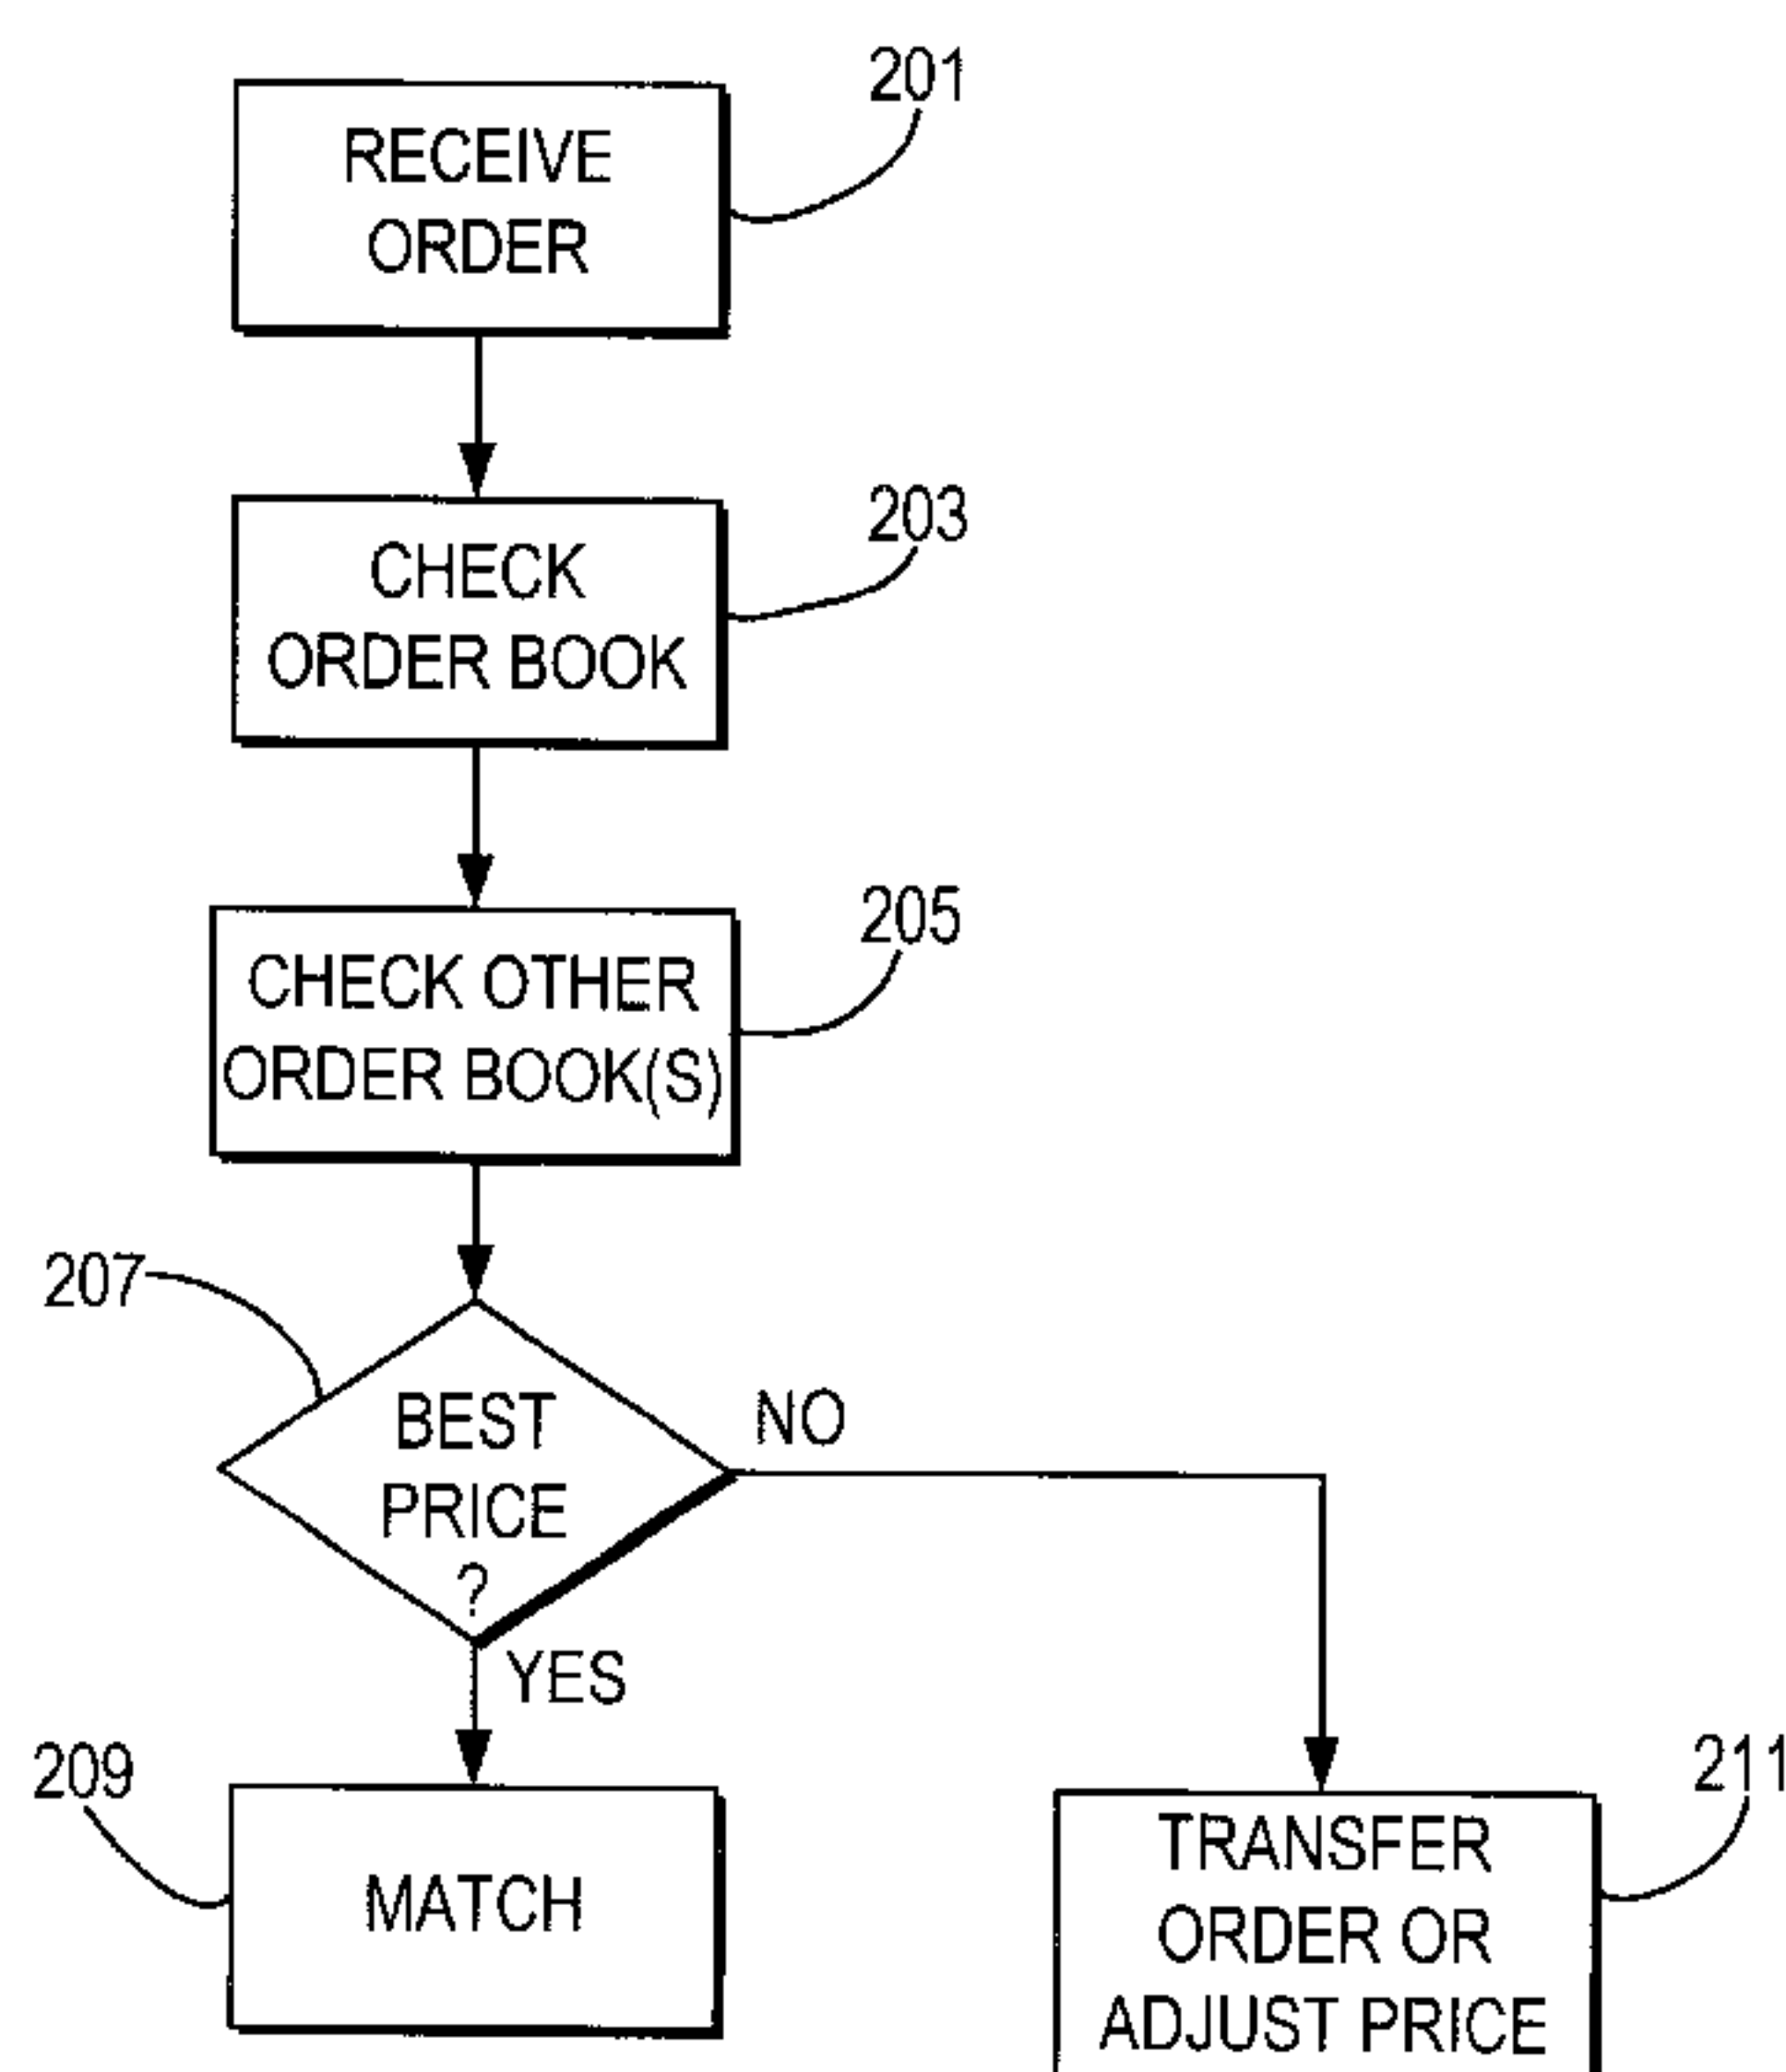 201
RECEIVE
ORDER
203
CHECK
ORDER BOOK
205
CHECK OTHER
ORDER BOOK(S)
207
BEST
PRICE
?
NO
YES
209
MATCH
211
TRANSFER
ORDER OR
ADJUST PRICE